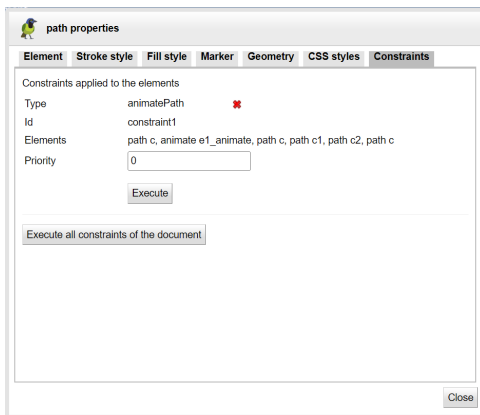 path properties
Element Stroke style Fill style Marker Geometry CSS styles Constraints
Constraints applied to the elements
Type animatePath
Id constraint1
Elements path c, animate e1_animate, path c, path c1, path c2, path c
Priority 0
Execute
Execute all constraints of the document
Close